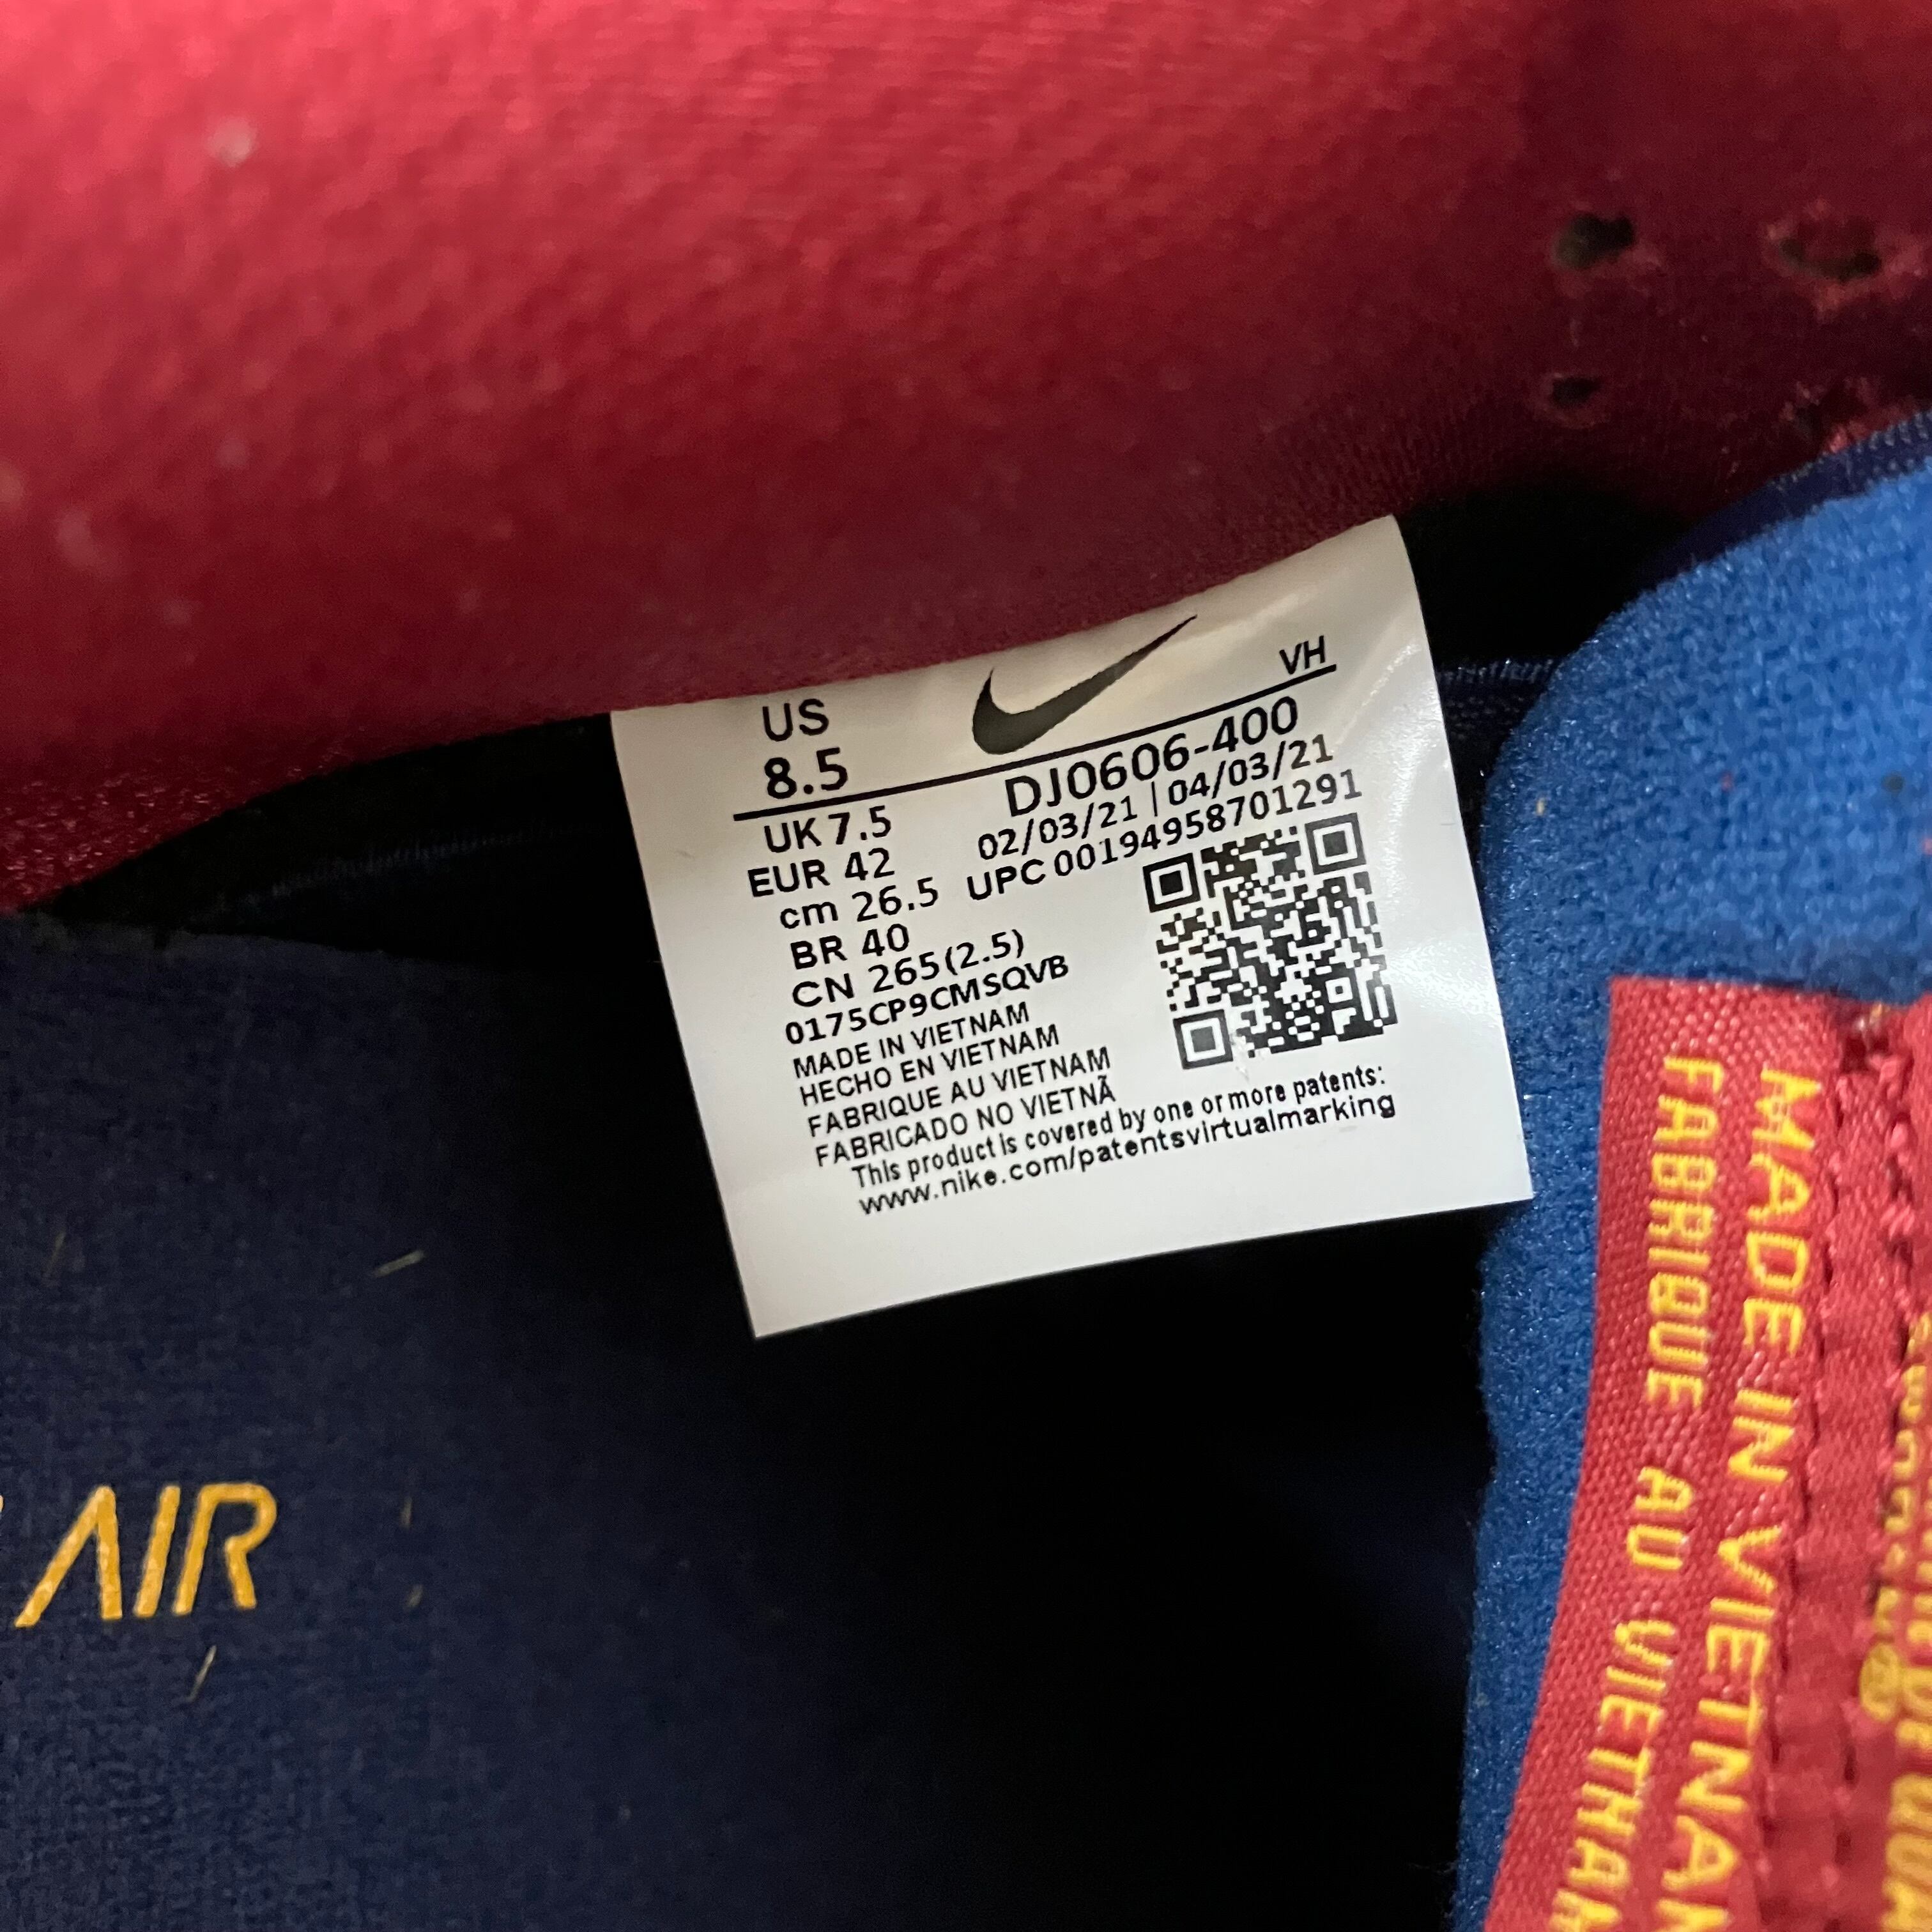 US
8.5
VH
UK 7.5
EUR 42
cm 26.5
BR 40
CN 265(2.5)
DJ0606-400
02/03/21 | 04/03/21
UPC 00194958701291
0175CP9CMSQVB
MADE IN VIETNAM
HECHO EN VIETNAM
FABRIQUE AU VIETNAM
FABRICADO NO VIETNÃ
This product is covered by one or more patents:
www.nike.com/patentsvirtualmarking
AIR
MADE IN VIETNAM
FABRIQUE AU